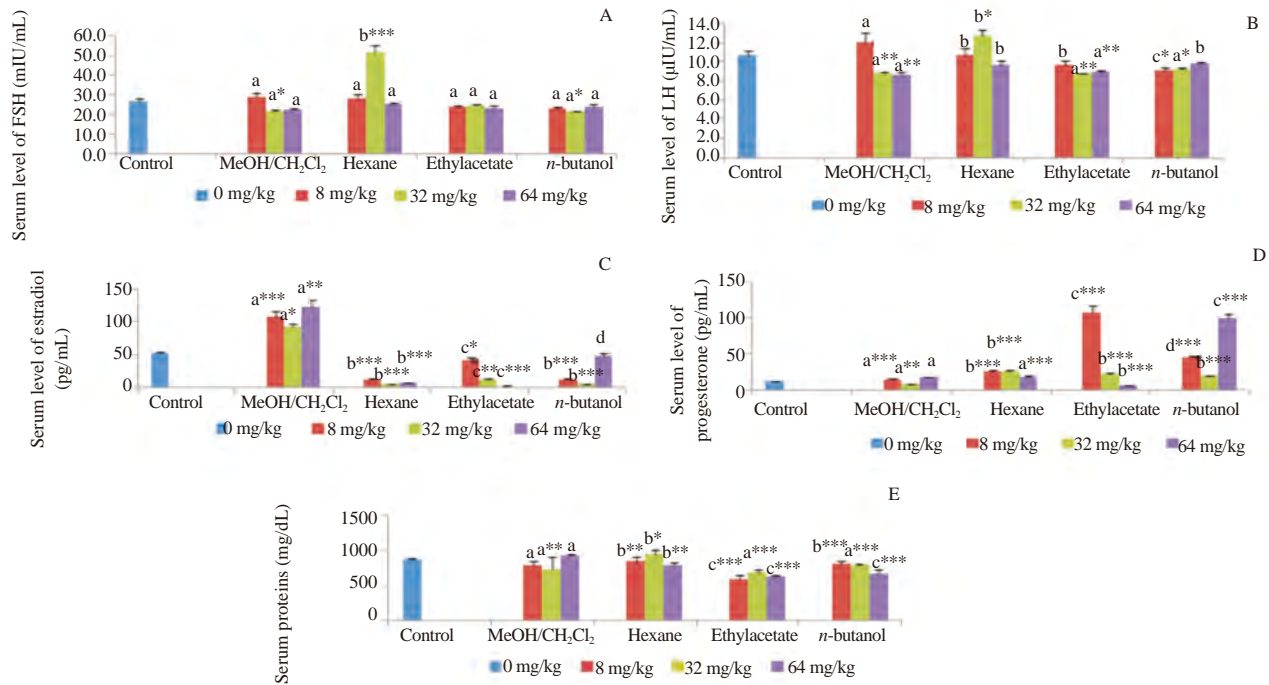 A
Serum level of FSH (mIU/mL)
60.0
50.0
40.0
30.0
20.0
10.0
0.0
a a* a
a b*** a
a a a
a a* a
Control MeOH/CH₂Cl₂ Hexane Ethylacetate n-butanol
0 mg/kg 8 mg/kg 32 mg/kg 64 mg/kg
B
Serum level of LH (µIU/mL)
14.0
12.0
10.0
8.0
6.0
4.0
2.0
0.0
a a** a**
b b* b
b a** a**
c* a* b
Control MeOH/CH₂Cl₂ Hexane Ethylacetate n-butanol
0 mg/kg 8 mg/kg 32 mg/kg 64 mg/kg
C
Serum level of estradiol
(pg/mL)
150
100
50
0
a*** a* a**
b*** b*** b***
c* c** c***
b*** b*** d
Control MeOH/CH₂Cl₂ Hexane Ethylacetate n-butanol
0 mg/kg 8 mg/kg 32 mg/kg 64 mg/kg
D
Serum level of
progesterone (pg/mL)
150
100
50
0
a*** a** a
b*** b*** a***
c*** b*** b***
d*** b*** c***
Control MeOH/CH₂Cl₂ Hexane Ethylacetate n-butanol
0 mg/kg 8 mg/kg 32 mg/kg 64 mg/kg
E
Serum proteins (mg/dL)
1500
1000
500
0
a a** a
b** b* b**
c*** a*** c***
b*** a*** c***
Control MeOH/CH₂Cl₂ Hexane Ethylacetate n-butanol
0 mg/kg 8 mg/kg 32 mg/kg 64 mg/kg